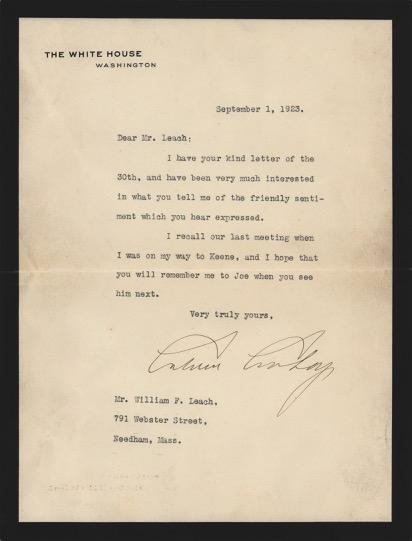 THE WHITE HOUSE
WASHINGTON
September 1, 1923.
Dear Mr. Leach:
I have your kind letter of the
30th, and have been very much interested
in what you tell me of the friendly senti-
ment which you hear expressed.
I recall our last meeting when
I was on my way to Keene, and I hope that
you will remember me to Joe when you see
him next.
Very truly yours,
Calvin Coolidge
Mr. William F. Leach,
791 Webster Street,
Needham, Mass.